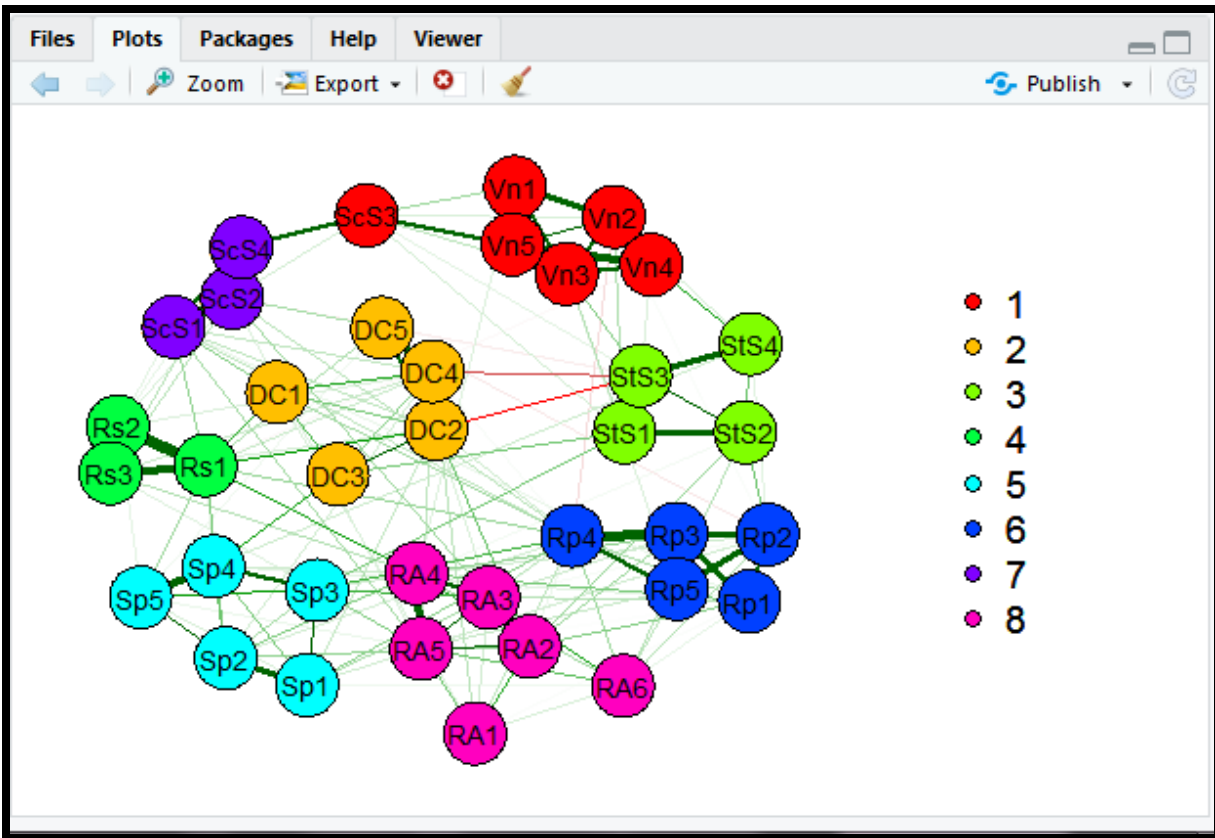 Files Plots Packages Help Viewer
Zoom Export Publish
Vn1
ScS3 Vn2
ScS4 Vn5 Vn4
Vn3
ScS2
ScS1 DC5 StS4
DC4 StS3
DC1
Rs2 DC2 StS1 StS2
Rs3 Rs1 DC3
Rp4 Rp3 Rp2
Sp4 RA4
Sp5 Sp3 RA3 Rp5 Rp1
Sp2 RA5 RA2
Sp1 RA6
RA1
1
2
3
4
5
6
7
8